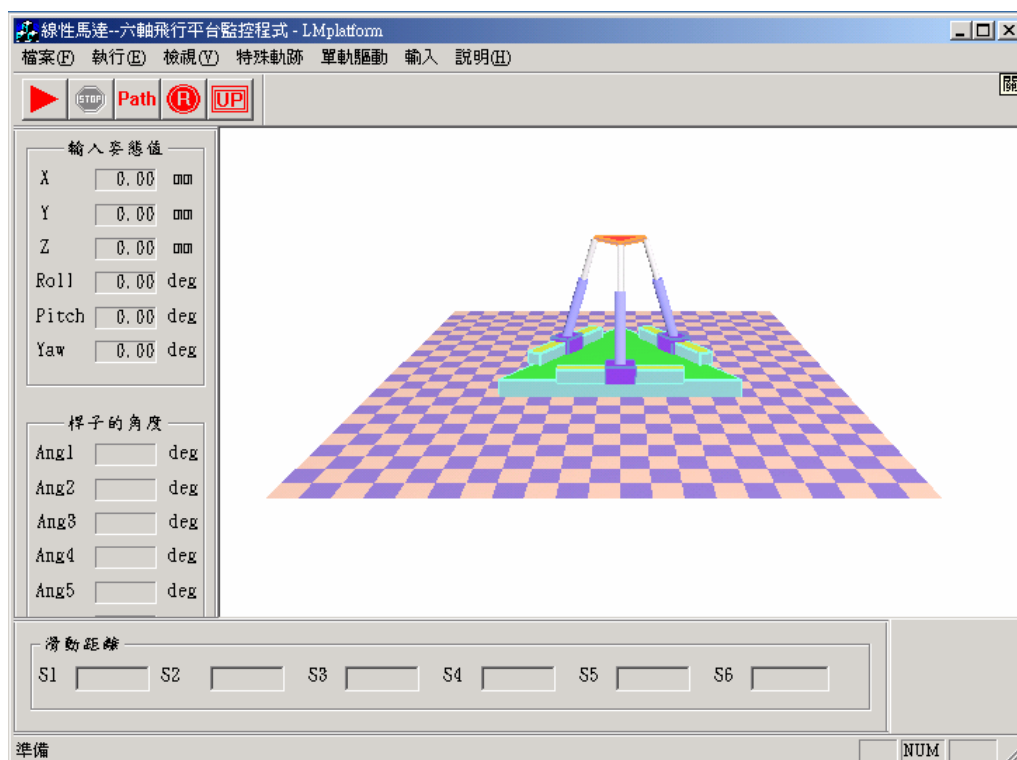 線性馬達--六軸飛行平台監控程式 - LMplatform
檔案(F) 執行(E) 檢視(V) 特殊軌跡 單軌驅動 輸入 說明(H)
STOP Path R UP
關
輸入姿態值
X 0.00 mm
Y 0.00 mm
Z 0.00 mm
Roll 0.00 deg
Pitch 0.00 deg
Yaw 0.00 deg
桿子的角度
Ang1 deg
Ang2 deg
Ang3 deg
Ang4 deg
Ang5 deg
滑動距離
S1 S2 S3 S4 S5 S6
準備 NUM